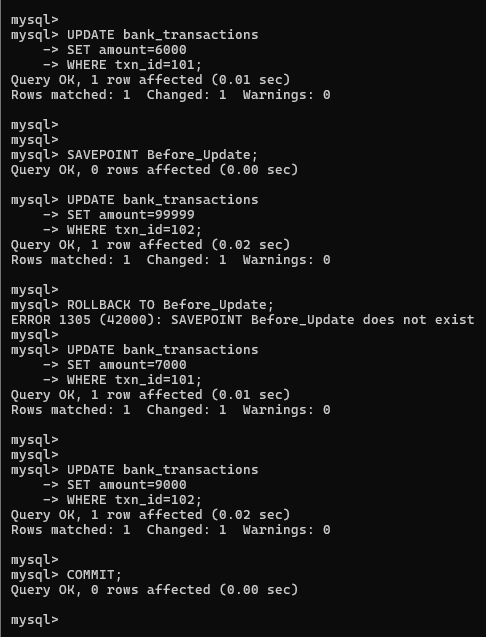 mysql>
mysql> UPDATE bank_transactions
    -> SET amount=6000
    -> WHERE txn_id=101;
Query OK, 1 row affected (0.01 sec)
Rows matched: 1  Changed: 1  Warnings: 0

mysql>
mysql>
mysql> SAVEPOINT Before_Update;
Query OK, 0 rows affected (0.00 sec)

mysql> UPDATE bank_transactions
    -> SET amount=99999
    -> WHERE txn_id=102;
Query OK, 1 row affected (0.02 sec)
Rows matched: 1  Changed: 1  Warnings: 0

mysql>
mysql> ROLLBACK TO Before_Update;
ERROR 1305 (42000): SAVEPOINT Before_Update does not exist
mysql>
mysql> UPDATE bank_transactions
    -> SET amount=7000
    -> WHERE txn_id=101;
Query OK, 1 row affected (0.01 sec)
Rows matched: 1  Changed: 1  Warnings: 0

mysql>
mysql>
mysql> UPDATE bank_transactions
    -> SET amount=9000
    -> WHERE txn_id=102;
Query OK, 1 row affected (0.02 sec)
Rows matched: 1  Changed: 1  Warnings: 0

mysql>
mysql> COMMIT;
Query OK, 0 rows affected (0.00 sec)

mysql>